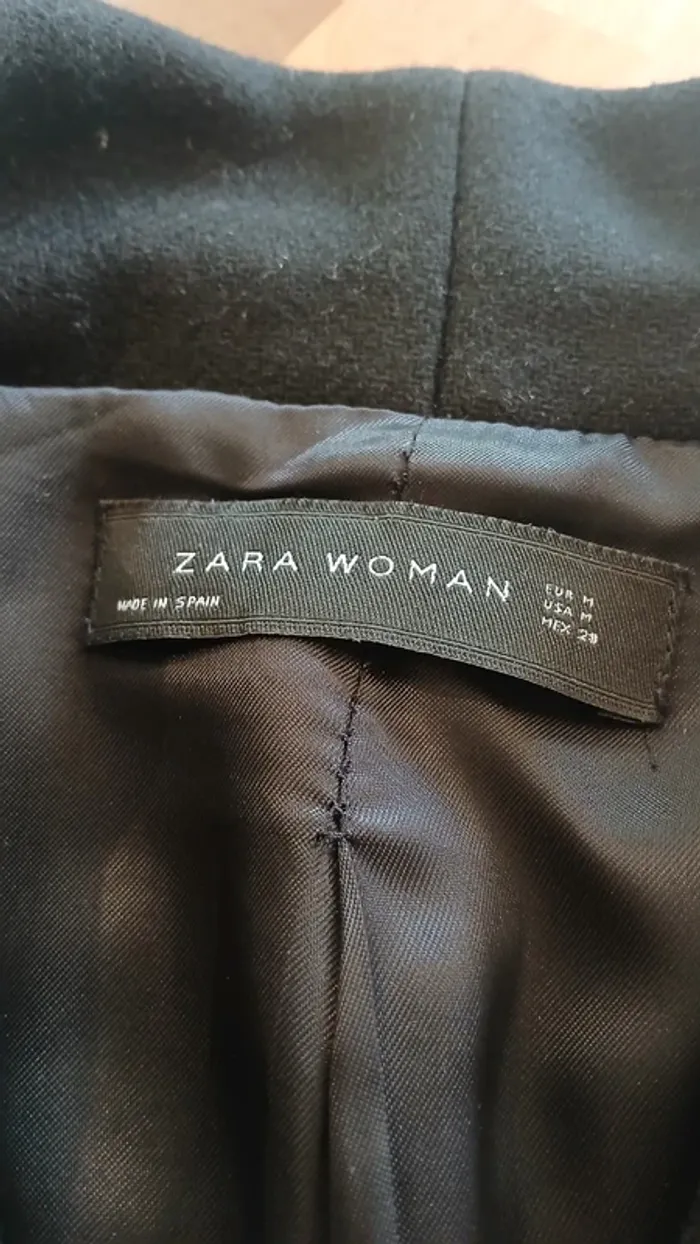 ZARA WOMAN
MADE IN SPAIN
EUR M
USA M
MEX 28